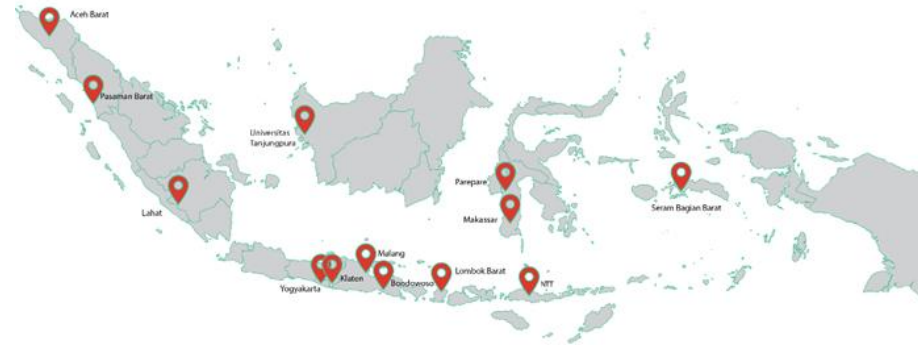 Aceh Barat
Pasaman Barat
Universitas
Tanjungpura
Parepare
Lahat
Makassar
Seram Bagian Barat
Malang
Klaten
Yogyakarta
Bondowoso
Lombok Barat
NTT